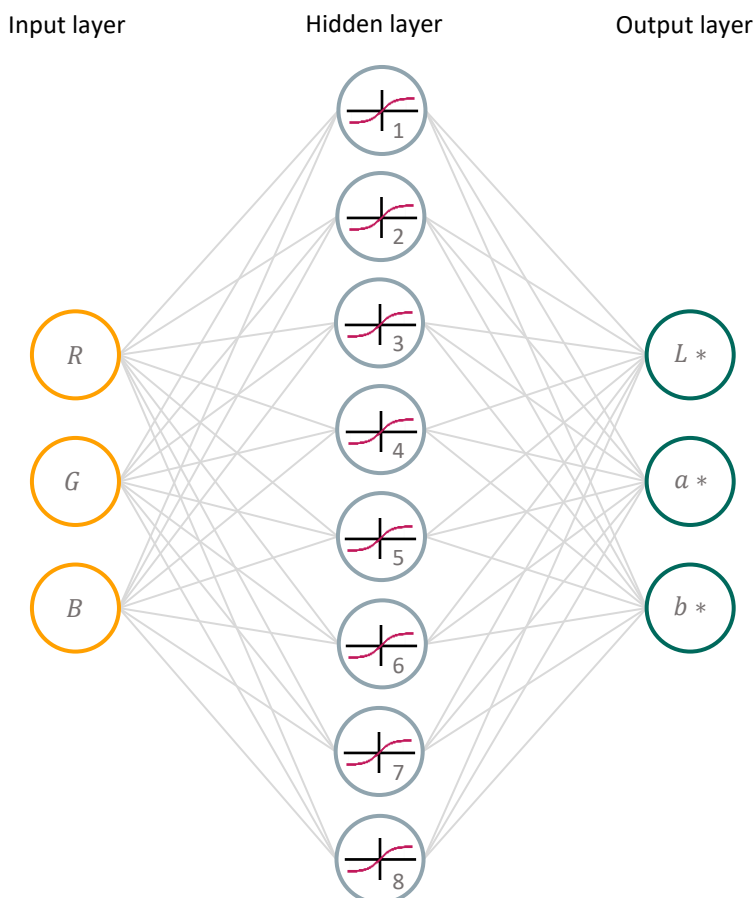 Input layer
Hidden layer
Output layer
1
2
3
R
L *
4
G
a *
5
B
b *
6
7
8